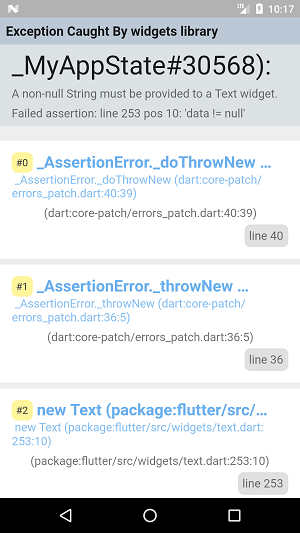 10:17
Exception Caught By widgets library
_MyAppState#30568):
A non-null String must be provided to a Text widget.
Failed assertion: line 253 pos 10: 'data != null'
#0 _AssertionError._doThrowNew …
_AssertionError._doThrowNew (dart:core-patch/
errors_patch.dart:40:39)
(dart:core-patch/errors_patch.dart:40:39)
line 40
#1 _AssertionError._throwNew …
_AssertionError._throwNew (dart:core-patch/
errors_patch.dart:36:5)
(dart:core-patch/errors_patch.dart:36:5)
line 36
#2 new Text (package:flutter/src/…
new Text (package:flutter/src/widgets/text.dart:
253:10)
(package:flutter/src/widgets/text.dart:253:10)
line 253